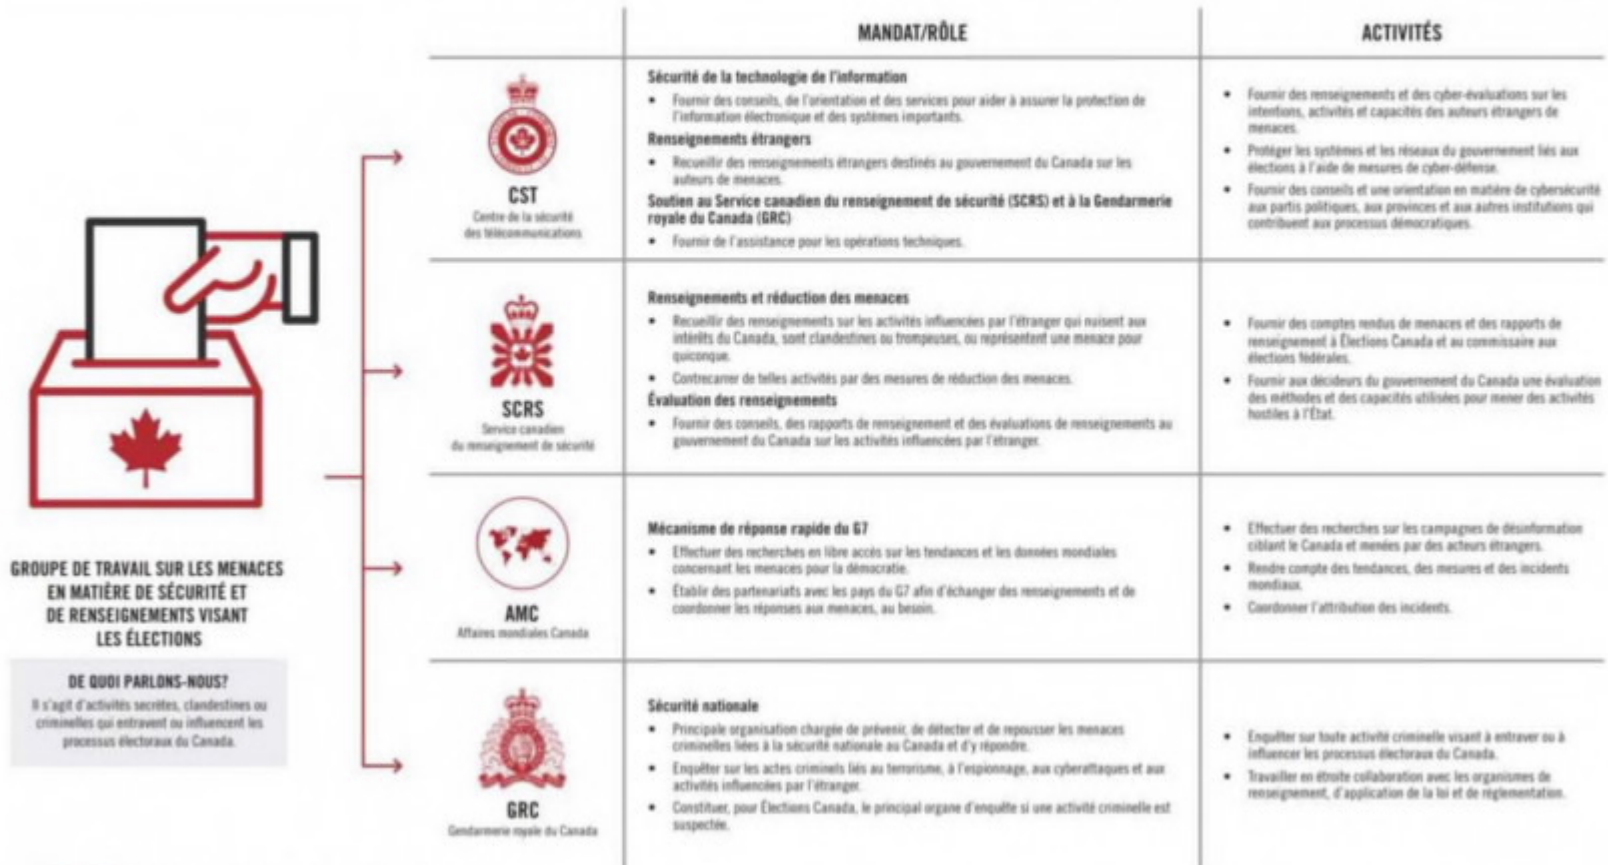 MANDAT/RÔLE
ACTIVITÉS
CST
Centre de la sécurité
des télécommunications
Sécurité de la technologie de l'information
• Fournir des conseils, de l'orientation et des services pour aider à assurer la protection de
l'information électronique et des systèmes importants.
Renseignements étrangers
• Recueillir des renseignements étrangers destinés au gouvernement du Canada sur les
auteurs de menaces.
Soutien au Service canadien du renseignement de sécurité (SCRS) et à la Gendarmerie
royale du Canada (GRC)
• Fournir de l'assistance pour les opérations techniques.
• Fournir des renseignements et des cyber-évaluations sur les
intentions, activités et capacités des auteurs étrangers de
menaces.
• Protéger les systèmes et les réseaux du gouvernement liés aux
élections à l'aide de mesures de cyber-défense.
• Fournir des conseils et une orientation en matière de cybersécurité
aux partis politiques, aux provinces et aux autres institutions qui
contribuent aux processus démocratiques.
SCRS
Service canadien
du renseignement de sécurité
Renseignements et réduction des menaces
• Recueillir des renseignements sur les activités influencées par l'étranger qui nuisent aux
intérêts du Canada, sont clandestines ou trompeuses, ou représentent une menace pour
quiconque.
• Contrecarrer de telles activités par des mesures de réduction des menaces.
Évaluation des renseignements
• Fournir des conseils, des rapports de renseignement et des évaluations de renseignements au
gouvernement du Canada sur les activités influencées par l'étranger.
• Fournir des comptes rendus de menaces et des rapports de
renseignement à Élections Canada et au commissaire aux
élections fédérales.
• Fournir aux décideurs du gouvernement du Canada une évaluation
des méthodes et des capacités utilisées pour mener des activités
hostiles à l'État.
AMC
Affaires mondiales Canada
Mécanisme de réponse rapide du G7
• Effectuer des recherches en libre accès sur les tendances et les données mondiales
concernant les menaces pour la démocratie.
• Établir des partenariats avec les pays du G7 afin d'échanger des renseignements et de
coordonner les réponses aux menaces, au besoin.
• Effectuer des recherches sur les campagnes de désinformation
ciblant le Canada et menées par des acteurs étrangers.
• Rendre compte des tendances, des mesures et des incidents
mondiaux.
• Coordonner l'attribution des incidents.
GRC
Gendarmerie royale du Canada
Sécurité nationale
• Principale organisation chargée de prévenir, de détecter et de repousser les menaces
criminelles liées à la sécurité nationale au Canada et d'y répondre.
• Enquêter sur les actes criminels liés au terrorisme, à l'espionnage, aux cyberattaques et aux
activités influencées par l'étranger.
• Constituer, pour Élections Canada, le principal organe d'enquête si une activité criminelle est
suspectée.
• Enquêter sur toute activité criminelle visant à entraver ou à
influencer les processus électoraux du Canada.
• Travailler en étroite collaboration avec les organismes de
renseignement, d'application de la loi et de réglementation.
GROUPE DE TRAVAIL SUR LES MENACES
EN MATIÈRE DE SÉCURITÉ ET
DE RENSEIGNEMENTS VISANT
LES ÉLECTIONS
DE QUOI PARLONS-NOUS?
Il s'agit d'activités secrètes, clandestines ou
criminelles qui entravent ou influencent les
processus électoraux du Canada.